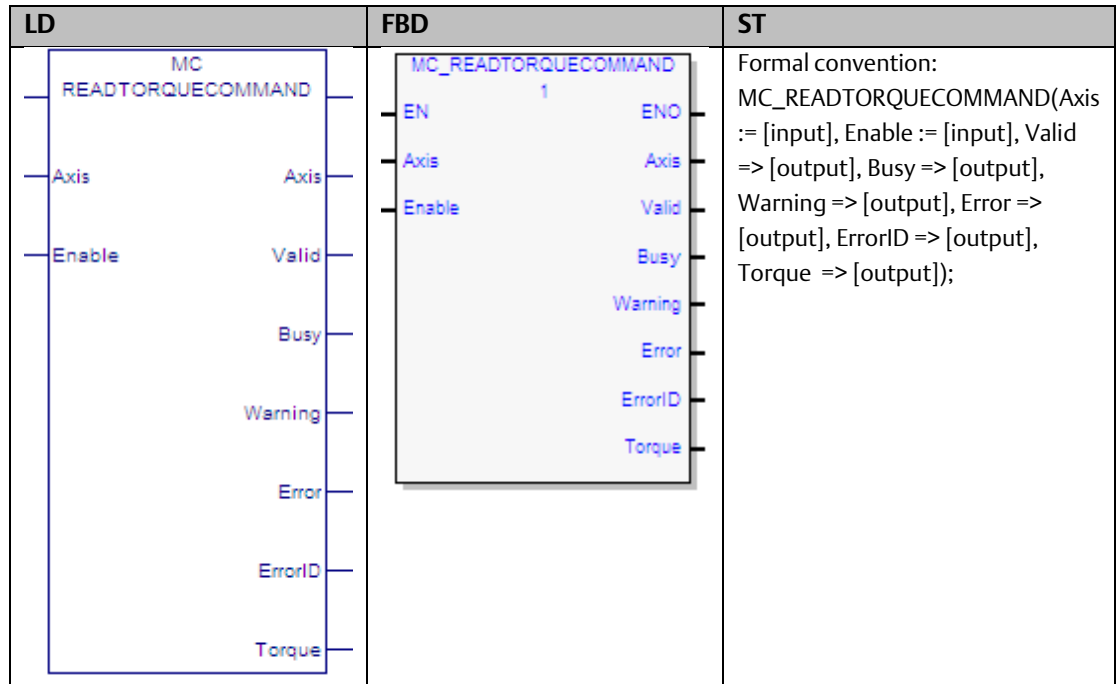 LD
FBD
ST
MC
READTORQUECOMMAND
Axis
Axis
Enable
Valid
Busy
Warning
Error
ErrorID
Torque
MC_READTORQUECOMMAND
1
EN
ENO
Axis
Axis
Enable
Valid
Busy
Warning
Error
ErrorID
Torque
Formal convention:
MC_READTORQUECOMMAND(Axis
:= [input], Enable := [input], Valid
=> [output], Busy => [output],
Warning => [output], Error =>
[output], ErrorID => [output],
Torque => [output]);